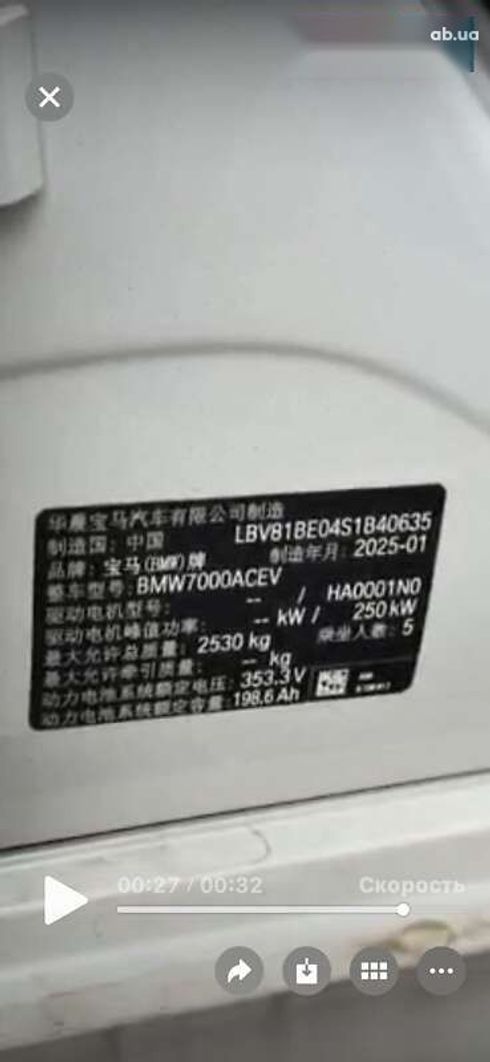 ab.ua
华晨宝马汽车有限公司制造
制造国：中国 LBV81BE04S1B40635
品牌：宝马(BMW)牌 制造年月：2025-01
整车型号：BMW7000ACEV
驱动电机型号： -- / HA0001N0
驱动电机峰值功率： -- kW / 250 kW
最大允许总质量：2530 kg 乘坐人数：5
最大允许牵引质量： -- kg
动力电池系统额定电压：353.3 V
动力电池系统额定容量：198.6 Ah
00:27 / 00:32 Скорость